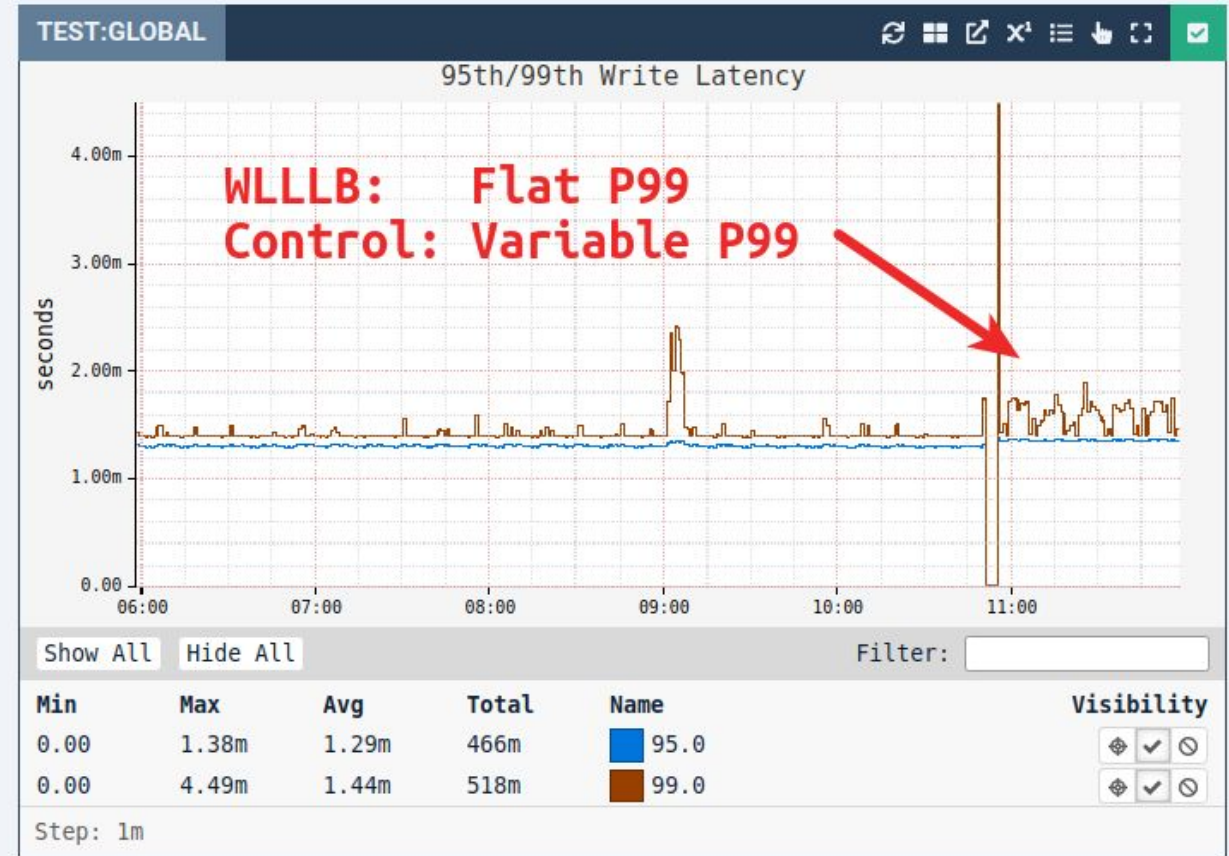 TEST:GLOBAL
95th/99th Write Latency
WLLLB: Flat P99
Control: Variable P99
seconds
4.00m
3.00m
2.00m
1.00m
0.00
06:00 07:00 08:00 09:00 10:00 11:00
Show All Hide All Filter:
Min Max Avg Total Name Visibility
0.00 1.38m 1.29m 466m 95.0
0.00 4.49m 1.44m 518m 99.0
Step: 1m